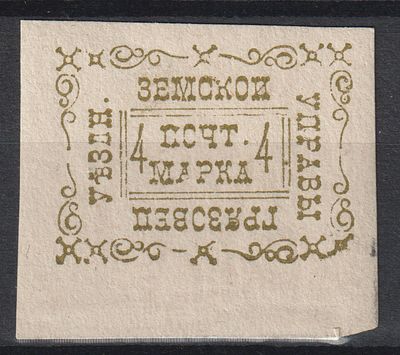 ГРЯЗОВЕЦ
УѢЗДН.
ЗЕМСКОЙ
УПРАВЫ
4 ПОЧТ. 4
МАРКА